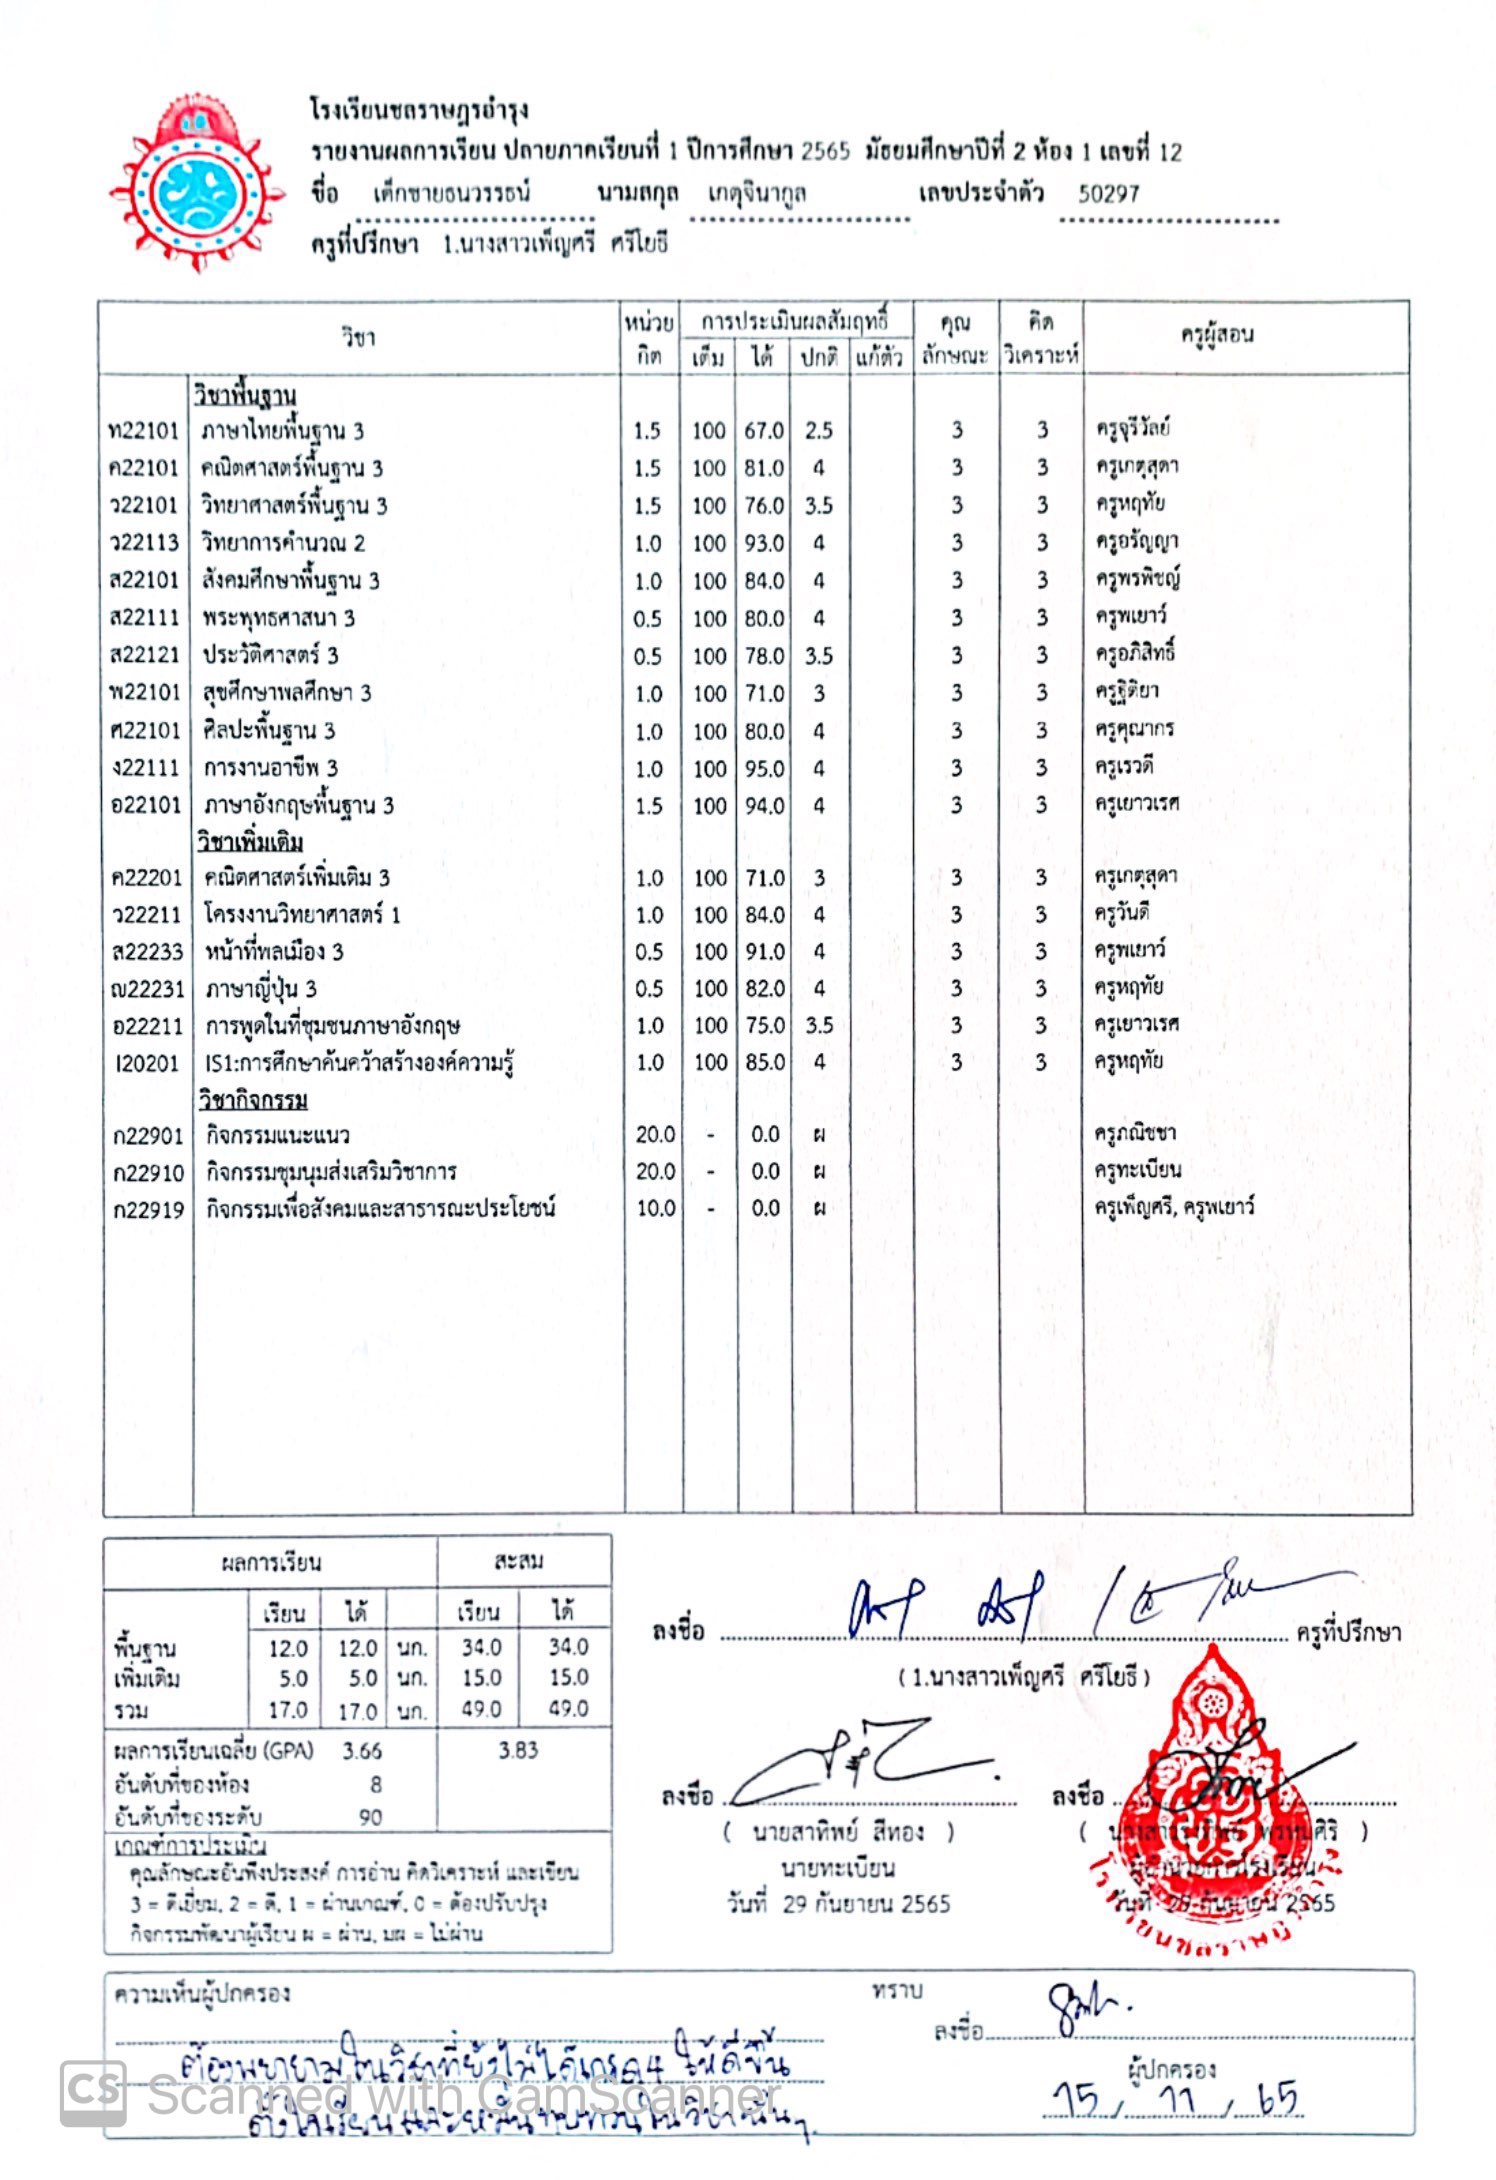 โรงเรียนชลราษฎรอำรุง
รายงานผลการเรียน ปลายภาคเรียนที่ 1 ปีการศึกษา 2565 มัธยมศึกษาปีที่ 2 ห้อง 1 เลขที่ 12
ชื่อ เด็กชายธนวรรธน์ นามสกุล เกตุจินากูล เลขประจำตัว 50297
ครูที่ปรึกษา 1.นางสาวเพ็ญศรี ศรีโยธี
วิชา หน่วยกิต การประเมินผลสัมฤทธิ์ คุณลักษณะ คิดวิเคราะห์ ครูผู้สอน
เต็ม ได้ ปกติ แก้ตัว
วิชาพื้นฐาน
ท22101 ภาษาไทยพื้นฐาน 3 1.5 100 67.0 2.5 3 3 ครูจุรีวัลย์
ค22101 คณิตศาสตร์พื้นฐาน 3 1.5 100 81.0 4 3 3 ครูเกตุสุดา
ว22101 วิทยาศาสตร์พื้นฐาน 3 1.5 100 76.0 3.5 3 3 ครูหฤทัย
ว22113 วิทยาการคำนวณ 2 1.0 100 93.0 4 3 3 ครูอรัญญา
ส22101 สังคมศึกษาพื้นฐาน 3 1.0 100 84.0 4 3 3 ครูพรพิชญ์
ส22111 พระพุทธศาสนา 3 0.5 100 80.0 4 3 3 ครูพเยาว์
ส22121 ประวัติศาสตร์ 3 0.5 100 78.0 3.5 3 3 ครูอภิสิทธิ์
พ22101 สุขศึกษาพลศึกษา 3 1.0 100 71.0 3 3 3 ครูฐิติยา
ศ22101 ศิลปะพื้นฐาน 3 1.0 100 80.0 4 3 3 ครูคุณากร
ง22111 การงานอาชีพ 3 1.0 100 95.0 4 3 3 ครูเรวดี
อ22101 ภาษาอังกฤษพื้นฐาน 3 1.5 100 94.0 4 3 3 ครูเยาวเรศ
วิชาเพิ่มเติม
ค22201 คณิตศาสตร์เพิ่มเติม 3 1.0 100 71.0 3 3 3 ครูเกตุสุดา
ว22211 โครงงานวิทยาศาสตร์ 1 1.0 100 84.0 4 3 3 ครูวันดี
ส22233 หน้าที่พลเมือง 3 0.5 100 91.0 4 3 3 ครูพเยาว์
ญ22231 ภาษาญี่ปุ่น 3 0.5 100 82.0 4 3 3 ครูหฤทัย
อ22211 การพูดในที่ชุมชนภาษาอังกฤษ 1.0 100 75.0 3.5 3 3 ครูเยาวเรศ
I20201 IS1:การศึกษาค้นคว้าสร้างองค์ความรู้ 1.0 100 85.0 4 3 3 ครูหฤทัย
วิชากิจกรรม
ก22901 กิจกรรมแนะแนว 20.0 - 0.0 ผ ครูภณิชชา
ก22910 กิจกรรมชุมนุมส่งเสริมวิชาการ 20.0 - 0.0 ผ ครูทะเบียน
ก22919 กิจกรรมเพื่อสังคมและสาธารณะประโยชน์ 10.0 - 0.0 ผ ครูเพ็ญศรี, ครูพเยาว์
ผลการเรียน สะสม
เรียน ได้ เรียน ได้
พื้นฐาน 12.0 12.0 นก. 34.0 34.0
เพิ่มเติม 5.0 5.0 นก. 15.0 15.0
รวม 17.0 17.0 นก. 49.0 49.0
ผลการเรียนเฉลี่ย (GPA) 3.66 3.83
อันดับที่ของห้อง 8
อันดับที่ของระดับ 90
เกณฑ์การประเมิน
คุณลักษณะอันพึงประสงค์ การอ่าน คิดวิเคราะห์ และเขียน
3 = ดีเยี่ยม, 2 = ดี, 1 = ผ่านเกณฑ์, 0 = ต้องปรับปรุง
กิจกรรมพัฒนาผู้เรียน ผ = ผ่าน, มผ = ไม่ผ่าน
ลงชื่อ ครูที่ปรึกษา
( 1.นางสาวเพ็ญศรี ศรีโยธี )
ลงชื่อ
( นายสาทิพย์ สีทอง )
นายทะเบียน
วันที่ 29 กันยายน 2565
ลงชื่อ
ผู้อำนวยการโรงเรียน
วันที่ 29 กันยายน 2565
ความเห็นผู้ปกครอง ทราบ
ลงชื่อ
ต้องพยายามในวิชาที่ยังไม่ได้เกรด 4 ให้ดีขึ้น
ตั้งใจเรียนและหมั่นทบทวนในวิชานั้นๆ
ผู้ปกครอง
15 / 11 / 65
CS Scanned with CamScanner